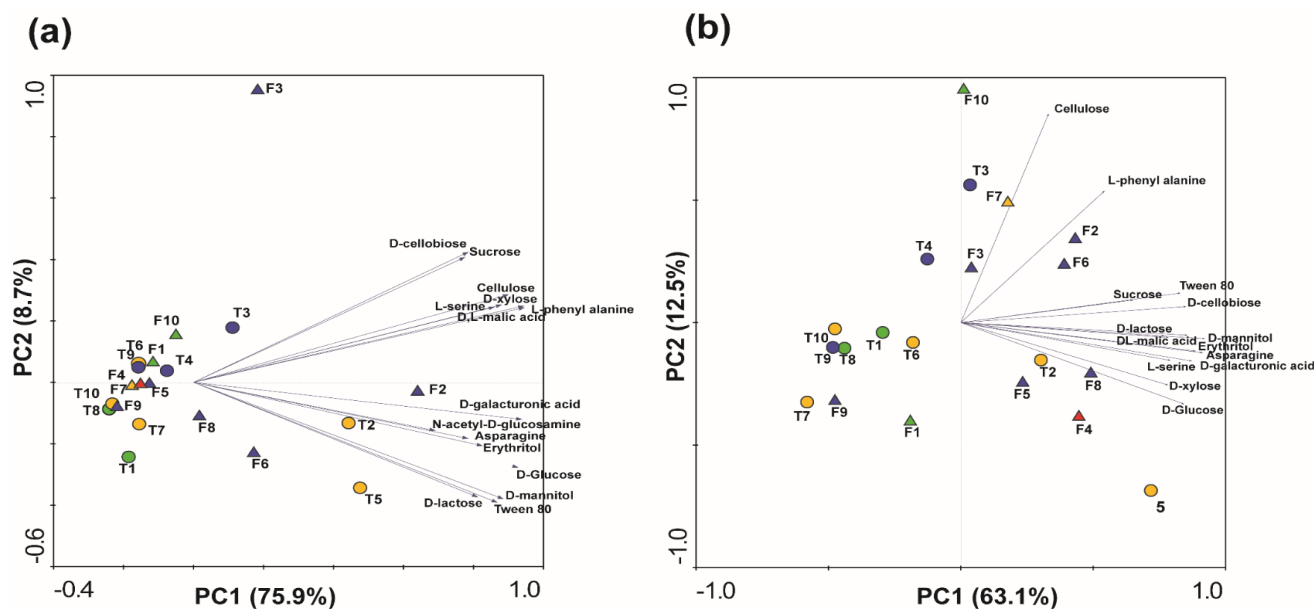 (a)
1.0
F3
D-cellobiose
Sucrose
Cellulose
D-xylose
L-serine
L-phenyl alanine
D,L-malic acid
T3
F10
T6
F1
T9
T4
F4
F5
F7
T10
F9
T8
F8
T7
T1
F6
F2
D-galacturonic acid
T2
N-acetyl-D-glucosamine
Asparagine
Erythritol
D-Glucose
T5
D-lactose
D-mannitol
Tween 80
PC2 (8.7%)
-0.6
-0.4
PC1 (75.9%)
1.0
(b)
1.0
F10
Cellulose
T3
L-phenyl alanine
F7
F2
T4
F3
F6
Tween 80
Sucrose
D-cellobiose
T10
D-lactose
D-mannitol
T1
DL-malic acid
T9
T8
T6
Erythritol
Asparagine
T2
L-serine
D-galacturonic acid
F8
F5
D-xylose
T7
F9
D-Glucose
F1
F4
5
PC2 (12.5%)
-1.0
-1.0
PC1 (63.1%)
1.0